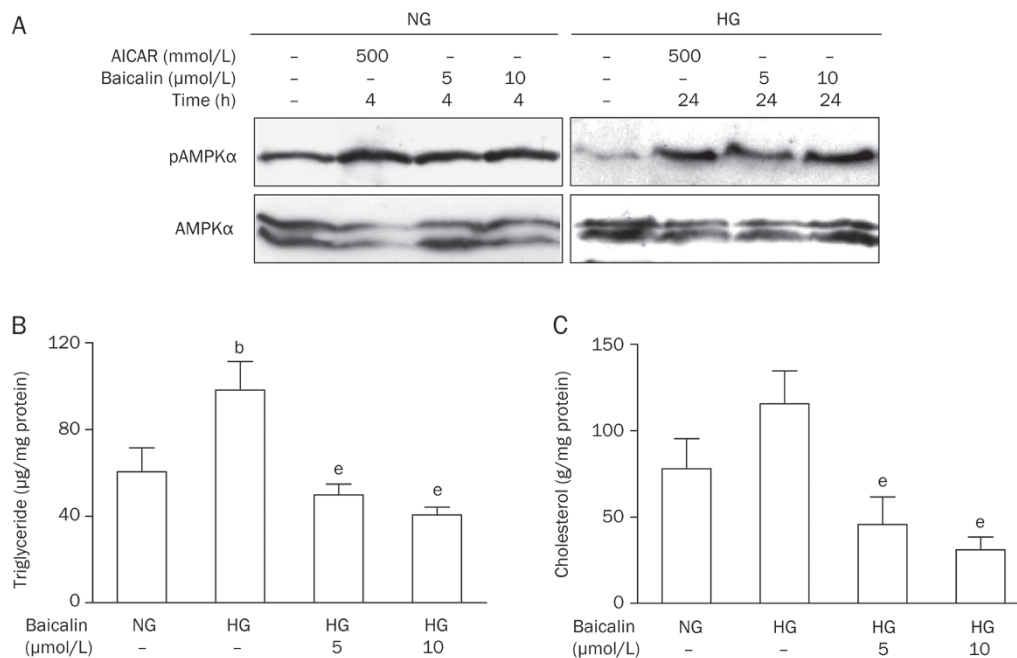 A
NG HG
AICAR (mmol/L) – 500 – – – 500 – –
Baicalin (μmol/L) – – 5 10 – – 5 10
Time (h) – 4 4 4 – 24 24 24
pAMPKα
AMPKα
B
Triglyceride (μg/mg protein)
120
80
40
0
b
e
e
NG HG HG HG
Baicalin (μmol/L) – – 5 10
C
Cholesterol (g/mg protein)
150
100
50
0
e
e
NG HG HG HG
Baicalin (μmol/L) – – 5 10